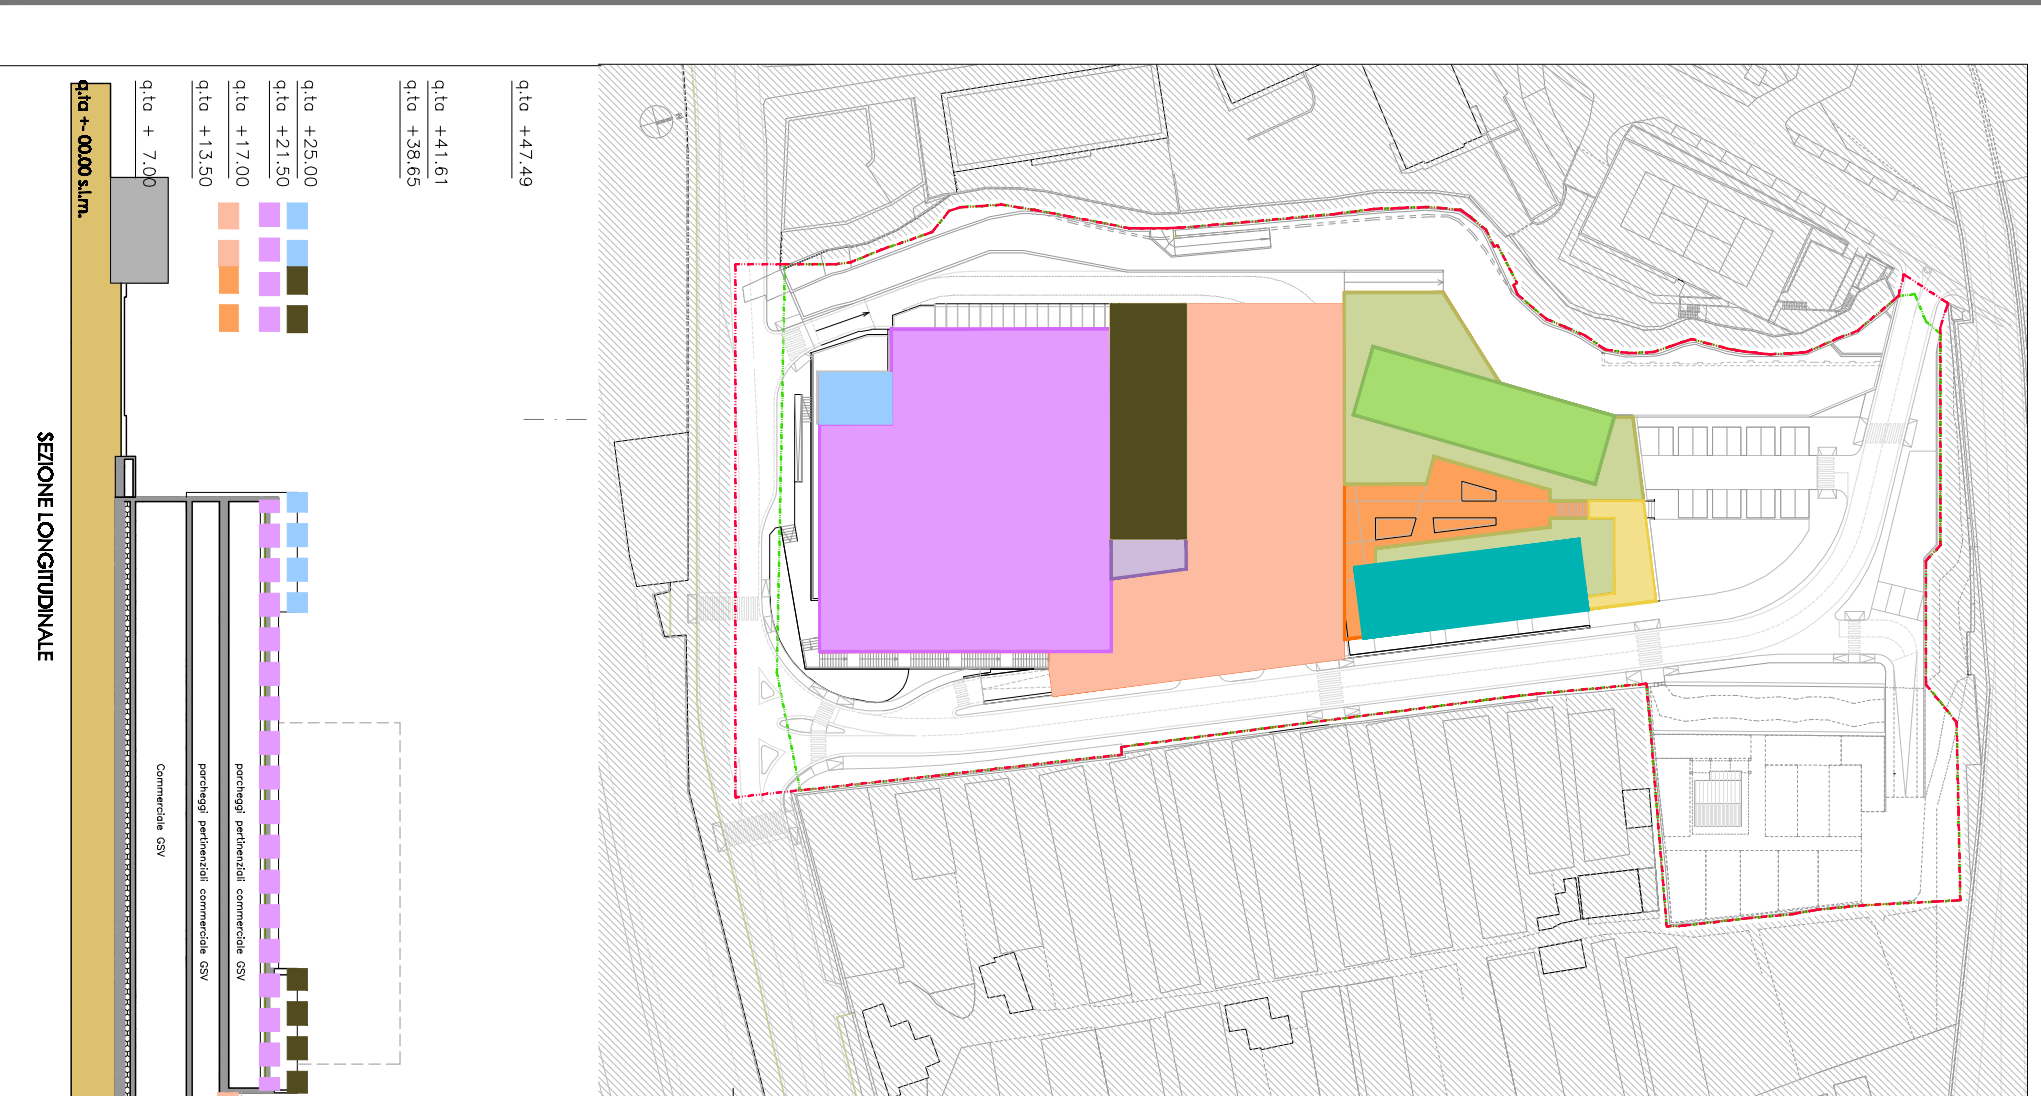 q.ta +47.49
q.ta +41.61
q.ta +38.65
q.ta +25.00
q.ta +21.50
q.ta +17.00
q.ta +13.50
q.ta + 7.00
q.ta +- 00.00 s.l.m.
parcheggi pertinenziali commerciale GSV
parcheggi pertinenziali commerciale GSV
Commerciale GSV
SEZIONE LONGITUDINALE